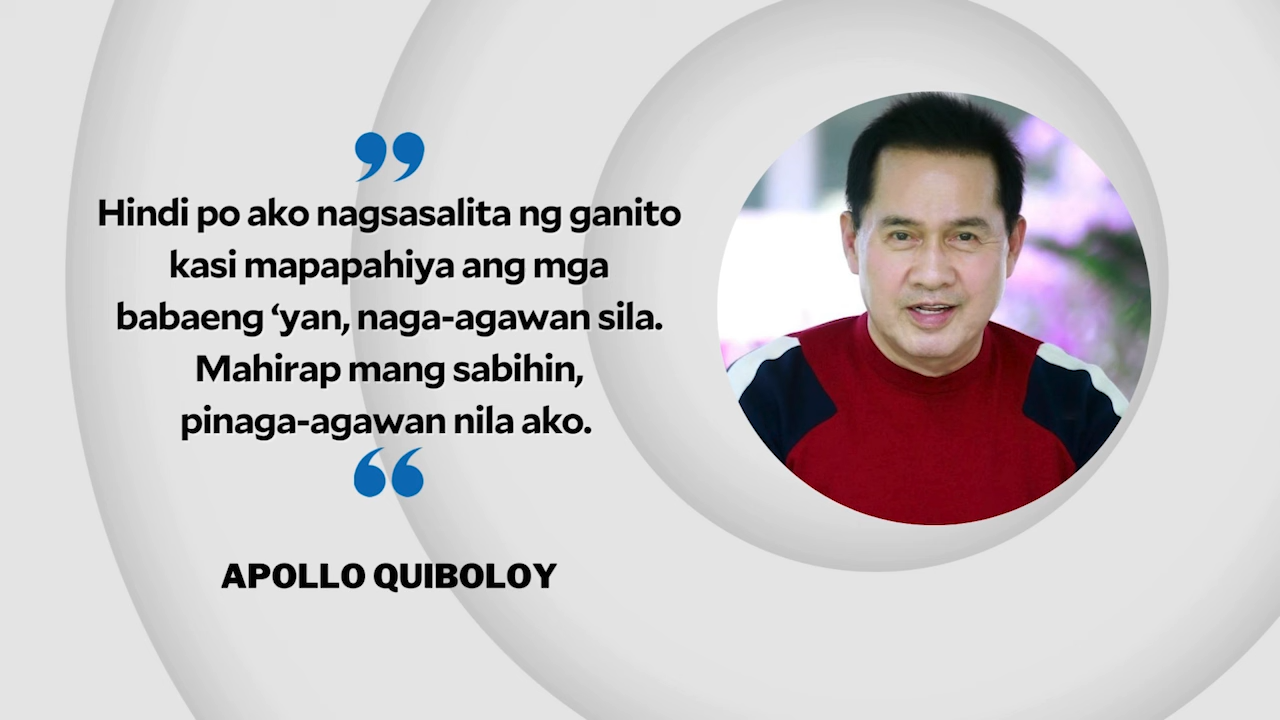 ”
Hindi po ako nagsasalita ng ganito
kasi mapapahiya ang mga
babaeng ‘yan, naga-agawan sila.
Mahirap mang sabihin,
pinaga-agawan nila ako.
“
APOLLO QUIBOLOY